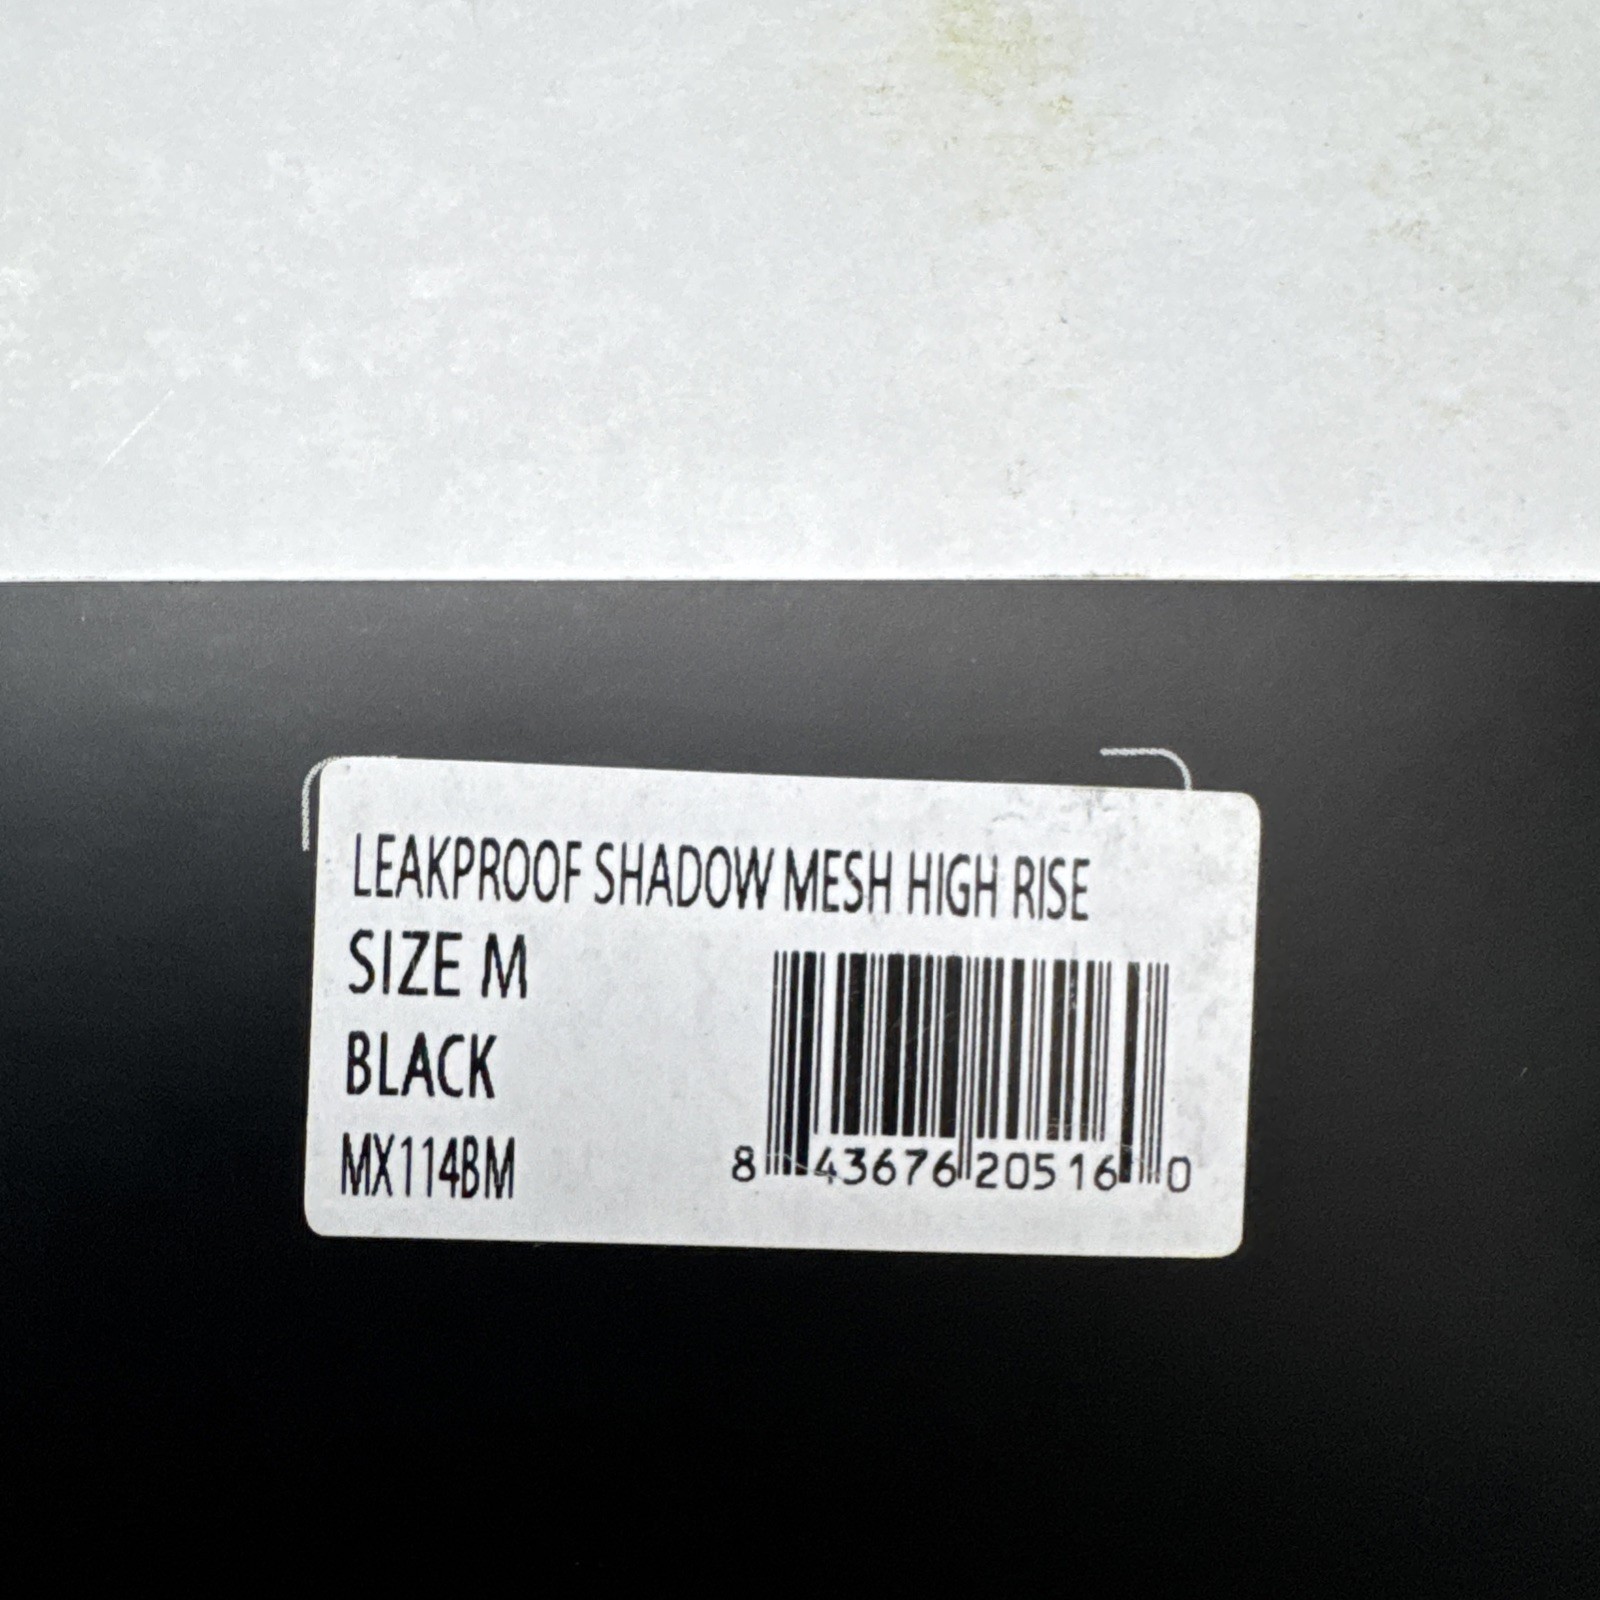 LEAKPROOF SHADOW MESH HIGH RISE
SIZE M
BLACK
MX114BM
8 43676 20516 0